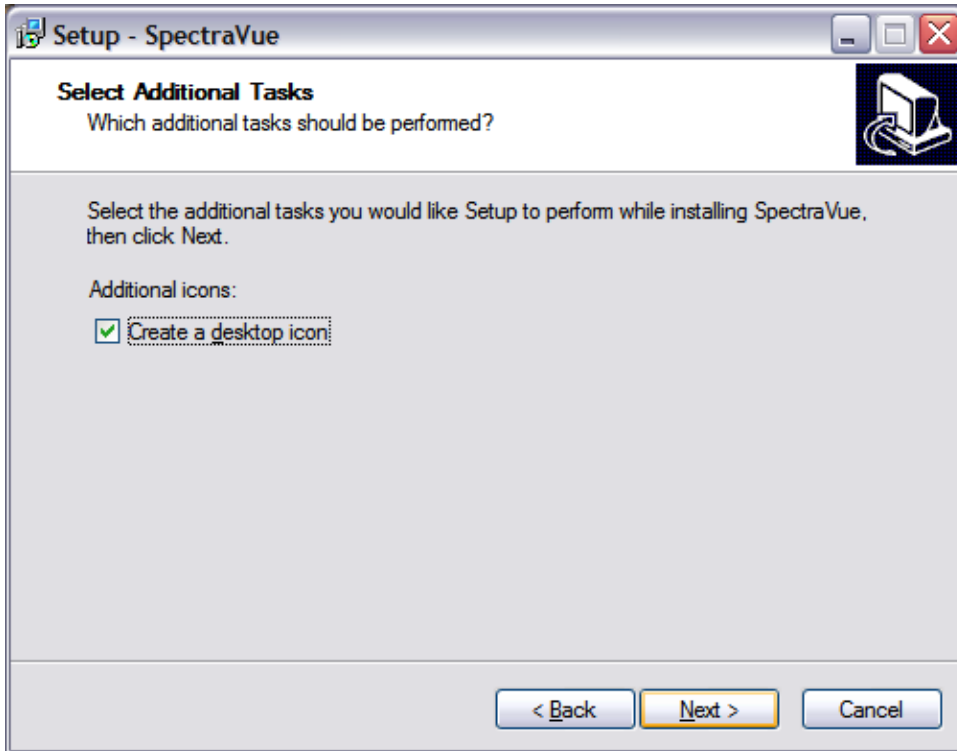 Setup - SpectraVue
Select Additional Tasks
Which additional tasks should be performed?
Select the additional tasks you would like Setup to perform while installing SpectraVue,
then click Next.
Additional icons:
Create a desktop icon
< Back
Next >
Cancel